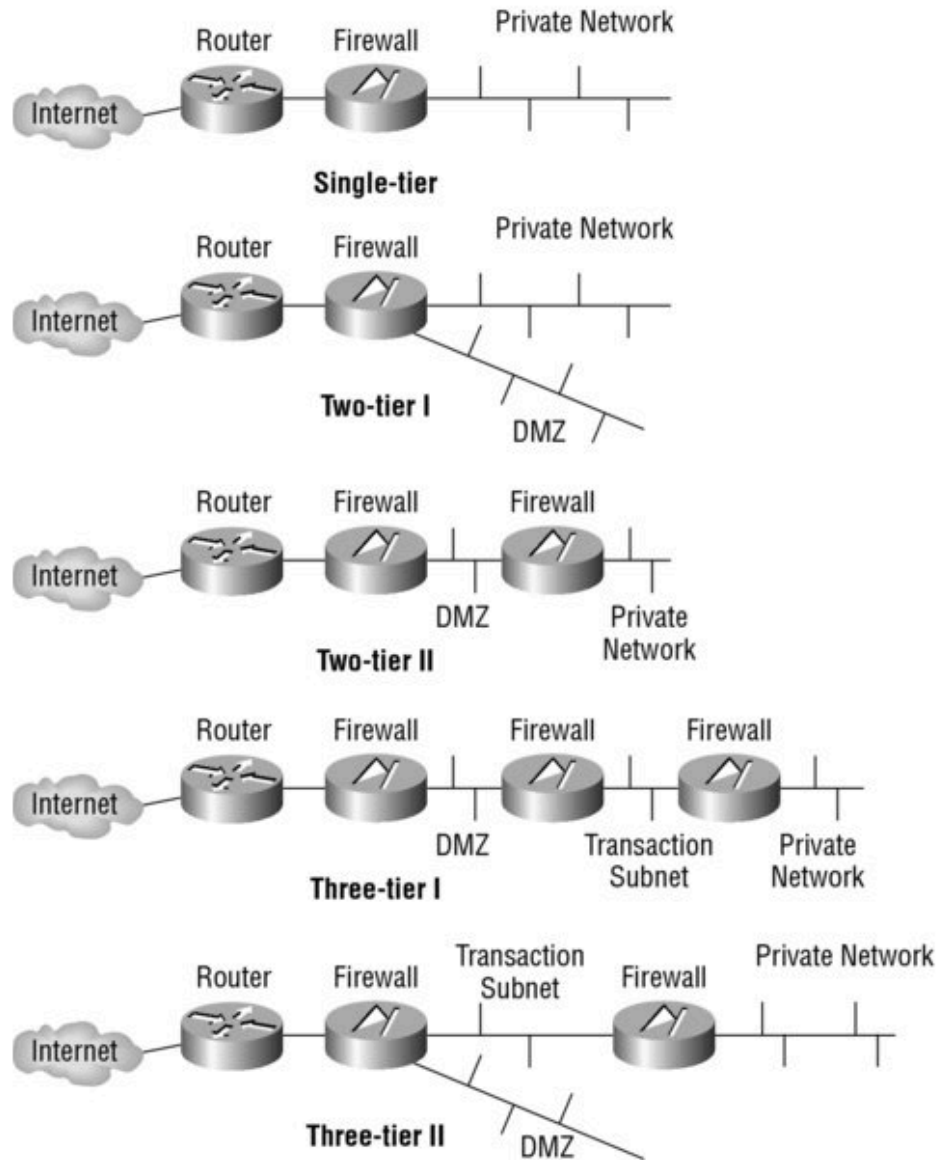 Private Network
Router
Firewall
Internet
Single-tier
Private Network
Router
Firewall
Internet
Two-tier I
DMZ
Router
Firewall
Firewall
Internet
DMZ
Private
Network
Two-tier II
Router
Firewall
Firewall
Firewall
Internet
DMZ
Transaction
Subnet
Private
Network
Three-tier I
Transaction
Subnet
Private Network
Router
Firewall
Firewall
Internet
Three-tier II
DMZ